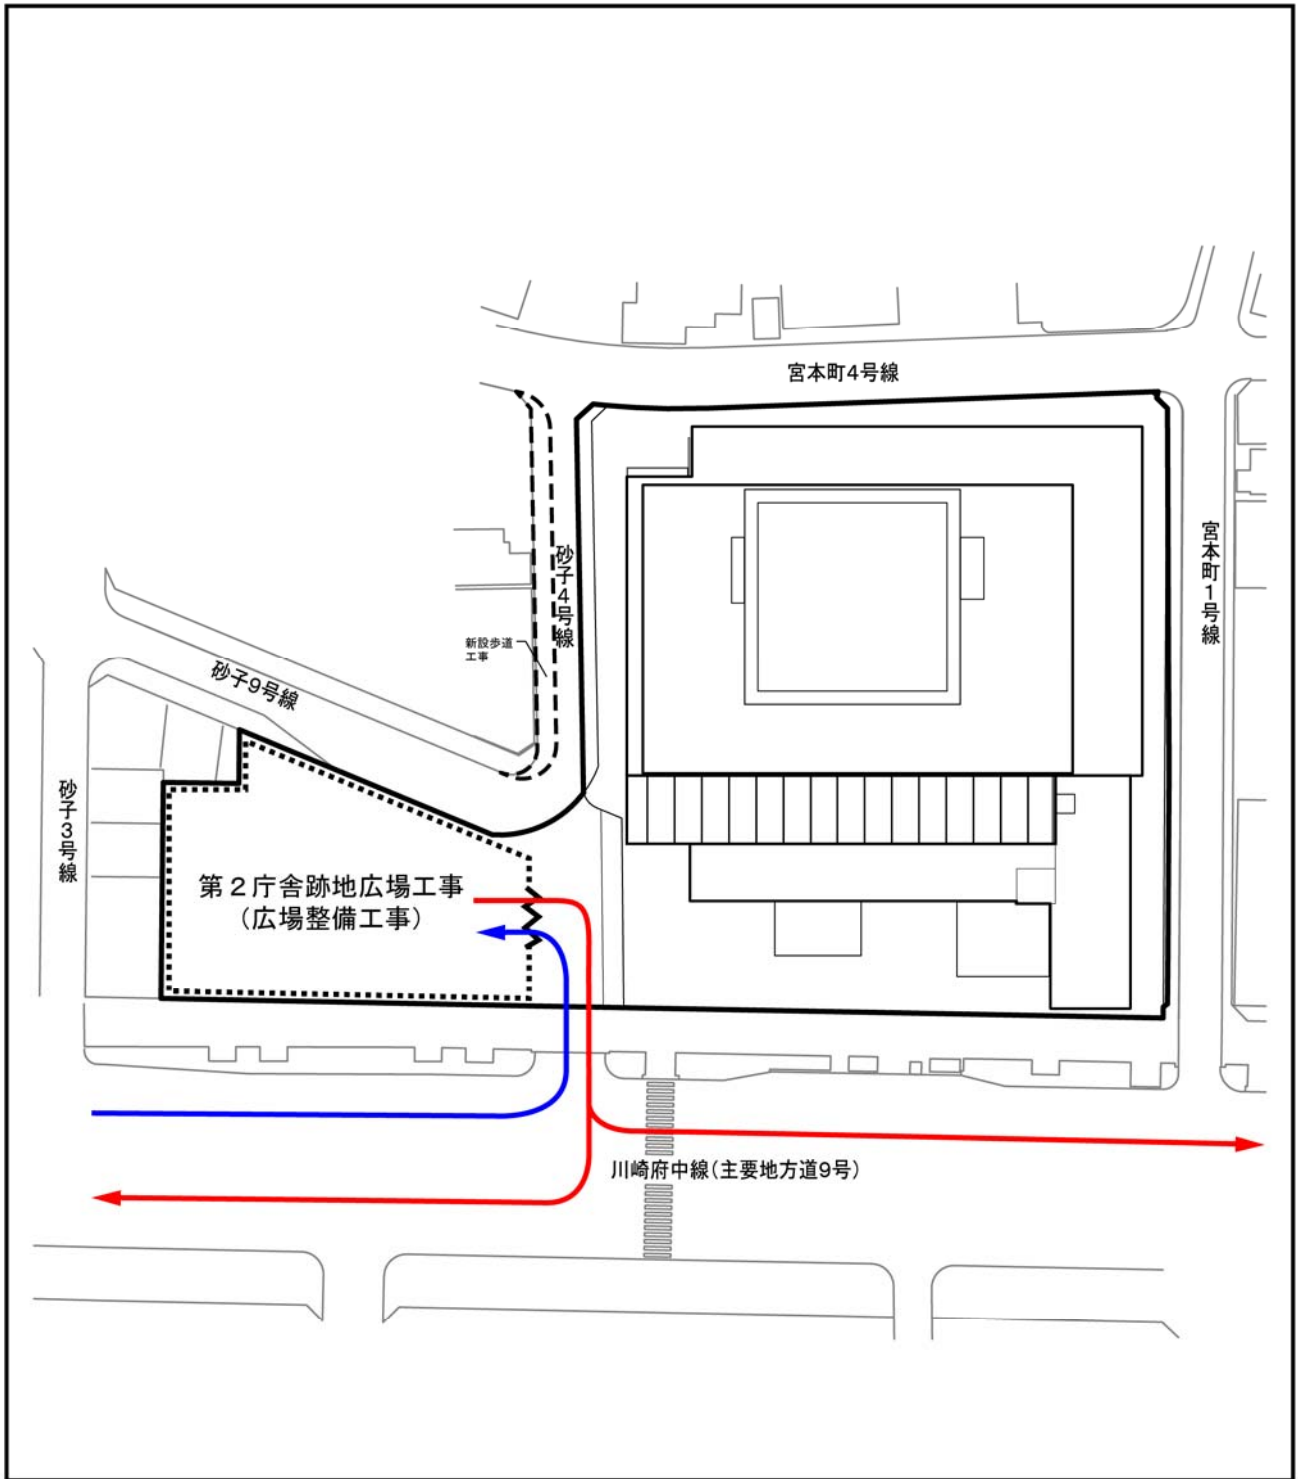 宮本町4号線
宮本町1号線
砂子4号線
新設歩道
工事
砂子9号線
砂子3号線
第2庁舎跡地広場工事
(広場整備工事)
川崎府中線(主要地方道9号)